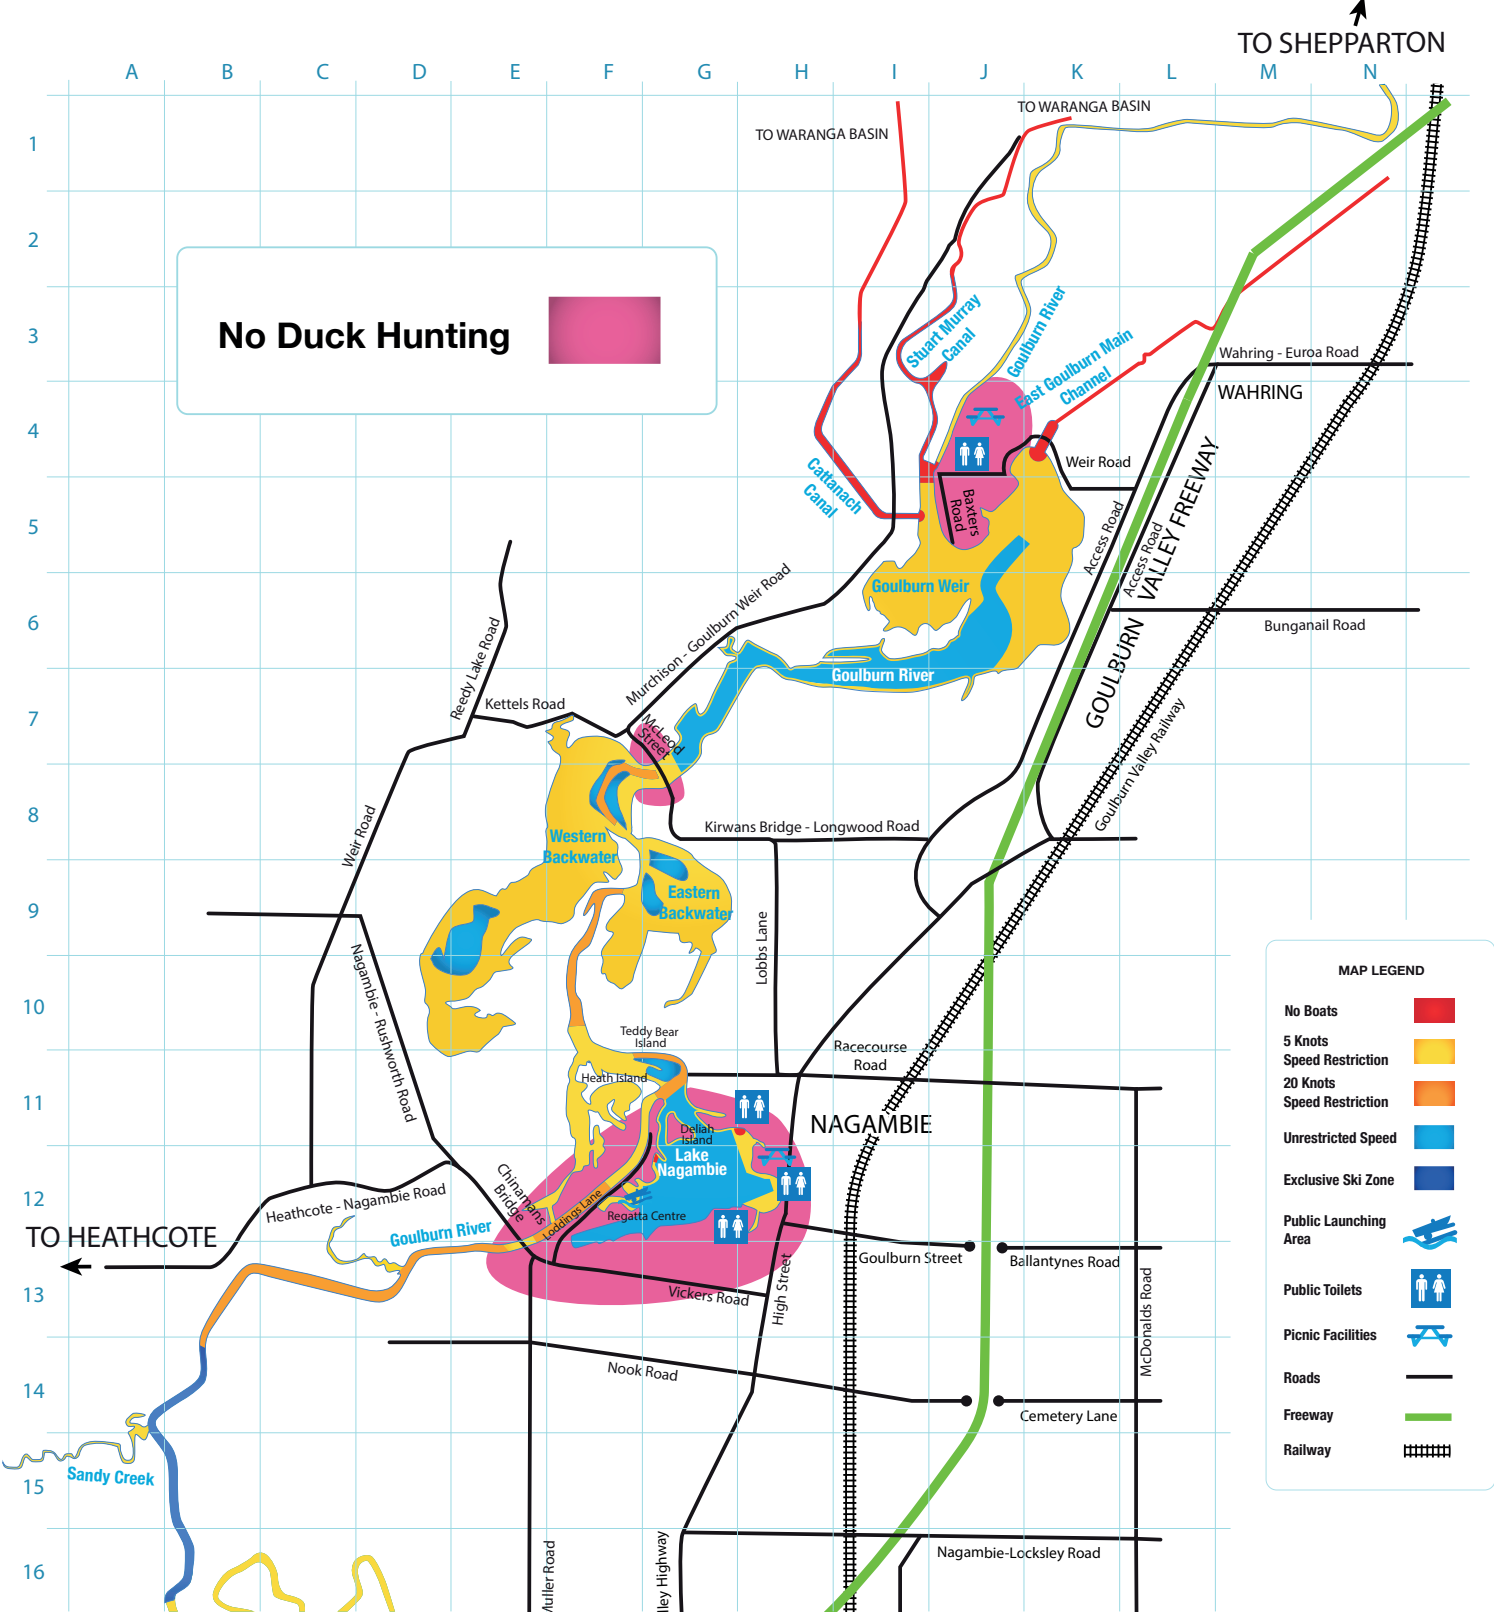 TO SHEPPARTON
A B C D E F G H I J K L M N
TO WARANGA BASIN
TO WARANGA BASIN
1
2
3
4
5
6
7
8
9
10
11
12
13
14
15
16
No Duck Hunting
Stuart Murray
Canal
Goulburn River
East Goulburn Main
Channel
Wahring - Euroa Road
WAHRING
Weir Road
Cattanach
Canal
Baxters
Road
Access Road
Access Road
GOULBURN VALLEY FREEWAY
Goulburn Weir
Bunganail Road
Murchison - Goulburn Weir Road
Reedy Lake Road
Kettels Road
Goulburn River
McLeod
Street
Goulburn Valley Railway
Weir Road
Kirwans Bridge - Longwood Road
Western
Backwater
Eastern
Backwater
Lobbs Lane
Nagambie - Rushworth Road
Teddy Bear
Island
Heath Island
Racecourse
Road
NAGAMBIE
Deliah
Island
Lake
Nagambie
Chinamans
Bridge
Loddings Lane
Regatta Centre
Heathcote - Nagambie Road
TO HEATHCOTE
Goulburn River
Goulburn Street
Ballantynes Road
Vickers Road
High Street
McDonalds Road
Nook Road
Cemetery Lane
Sandy Creek
Nagambie-Locksley Road
Muller Road
lley Highway
MAP LEGEND
No Boats
5 Knots
Speed Restriction
20 Knots
Speed Restriction
Unrestricted Speed
Exclusive Ski Zone
Public Launching
Area
Public Toilets
Picnic Facilities
Roads
Freeway
Railway